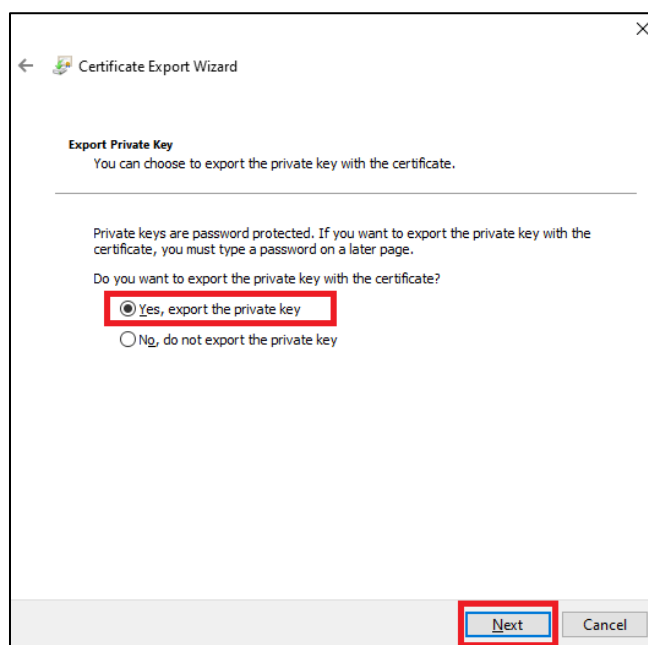 Certificate Export Wizard
Export Private Key
You can choose to export the private key with the certificate.
Private keys are password protected. If you want to export the private key with the
certificate, you must type a password on a later page.
Do you want to export the private key with the certificate?
Yes, export the private key
No, do not export the private key
Next
Cancel